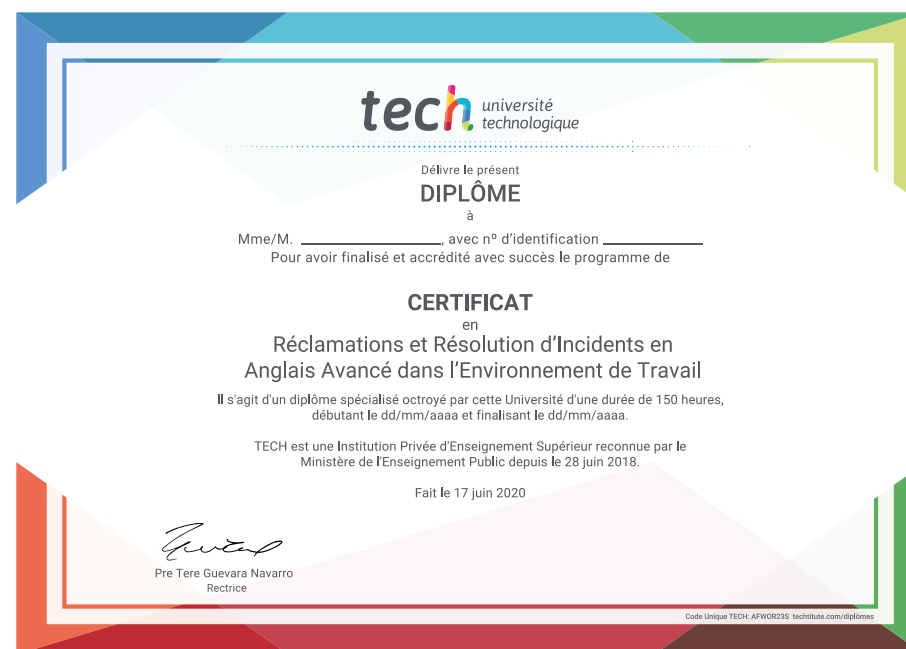 tech université
technologique
Délivre le présent
DIPLÔME
à
Mme/M. ____________________, avec nº d'identification ______________
Pour avoir finalisé et accrédité avec succès le programme de
CERTIFICAT
en
Réclamations et Résolution d'Incidents en
Anglais Avancé dans l'Environnement de Travail
Il s'agit d'un diplôme spécialisé octroyé par cette Université d'une durée de 150 heures,
débutant le dd/mm/aaaa et finalisant le dd/mm/aaaa.
TECH est une Institution Privée d'Enseignement Supérieur reconnue par le
Ministère de l'Enseignement Public depuis le 28 juin 2018.
Fait le 17 juin 2020
Pre Tere Guevara Navarro
Rectrice
Code Unique TECH: AFWOR23S techtitute.com/diplômes